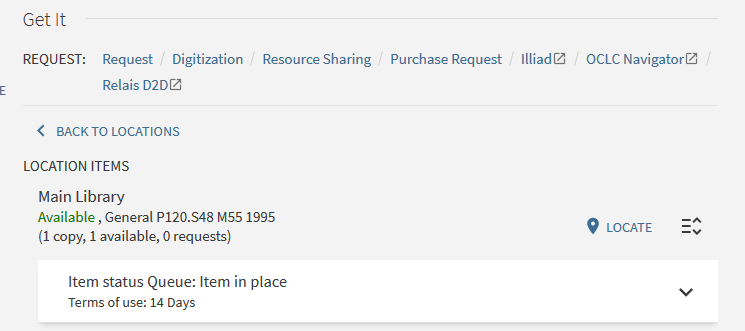 Get It
REQUEST: Request / Digitization / Resource Sharing / Purchase Request / Illiad / OCLC Navigator /
Relais D2D
E
BACK TO LOCATIONS
LOCATION ITEMS
Main Library
Available , General P120.S48 M55 1995
(1 copy, 1 available, 0 requests)
LOCATE
Item status Queue: Item in place
Terms of use: 14 Days